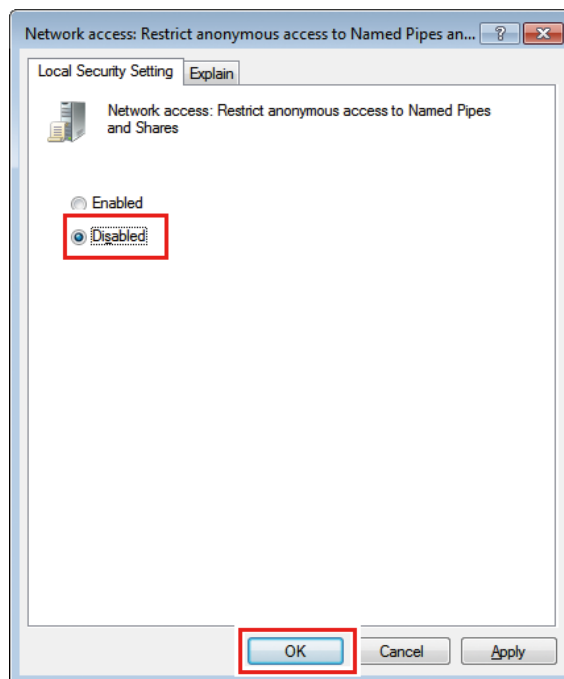 Network access: Restrict anonymous access to Named Pipes an...
Local Security Setting
Explain
Network access: Restrict anonymous access to Named Pipes
and Shares
Enabled
Disabled
OK
Cancel
Apply